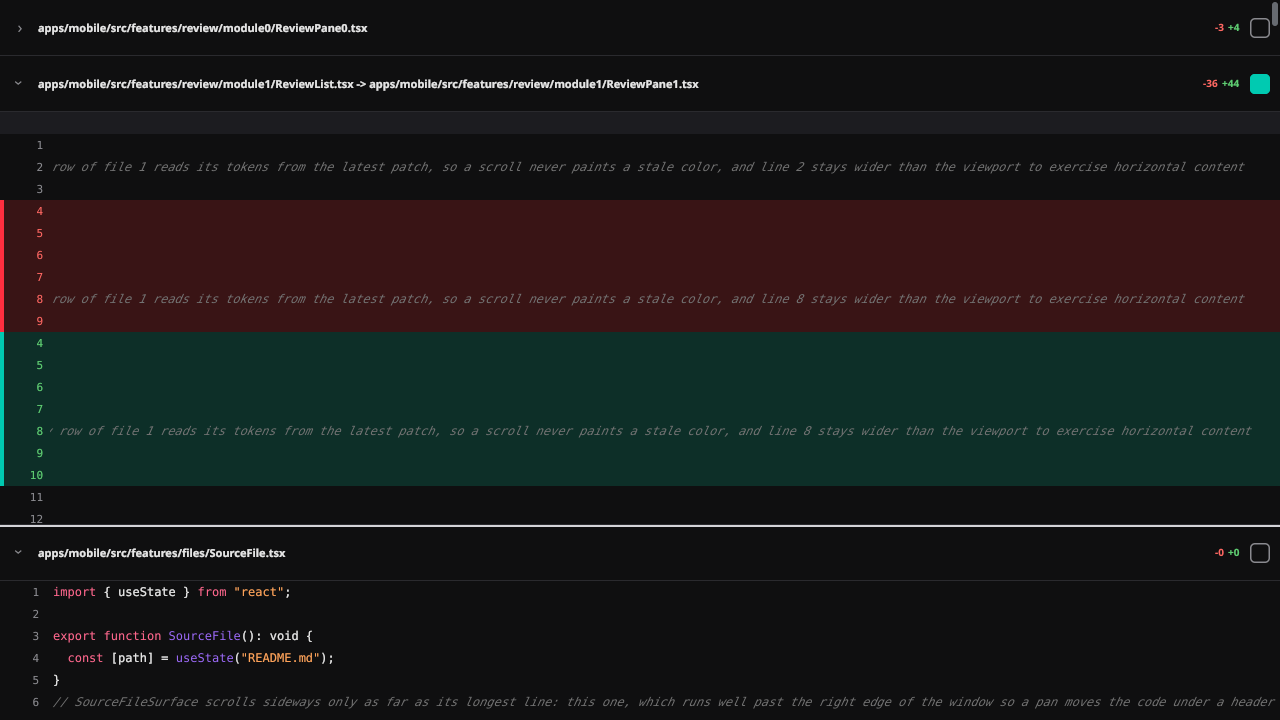 apps/mobile/src/features/review/module0/ReviewPane0.tsx -3 +4
apps/mobile/src/features/review/module1/ReviewList.tsx -> apps/mobile/src/features/review/module1/ReviewPane1.tsx -36 +44
1
2 row of file 1 reads its tokens from the latest patch, so a scroll never paints a stale color, and line 2 stays wider than the viewport to exercise horizontal content
3
4
5
6
7
8 row of file 1 reads its tokens from the latest patch, so a scroll never paints a stale color, and line 8 stays wider than the viewport to exercise horizontal content
9
4
5
6
7
8 row of file 1 reads its tokens from the latest patch, so a scroll never paints a stale color, and line 8 stays wider than the viewport to exercise horizontal content
9
10
11
12
apps/mobile/src/features/files/SourceFile.tsx -0 +0
1 import { useState } from "react";
2
3 export function SourceFile(): void {
4   const [path] = useState("README.md");
5 }
6 // SourceFileSurface scrolls sideways only as far as its longest line: this one, which runs well past the right edge of the window so a pan moves the code under a header